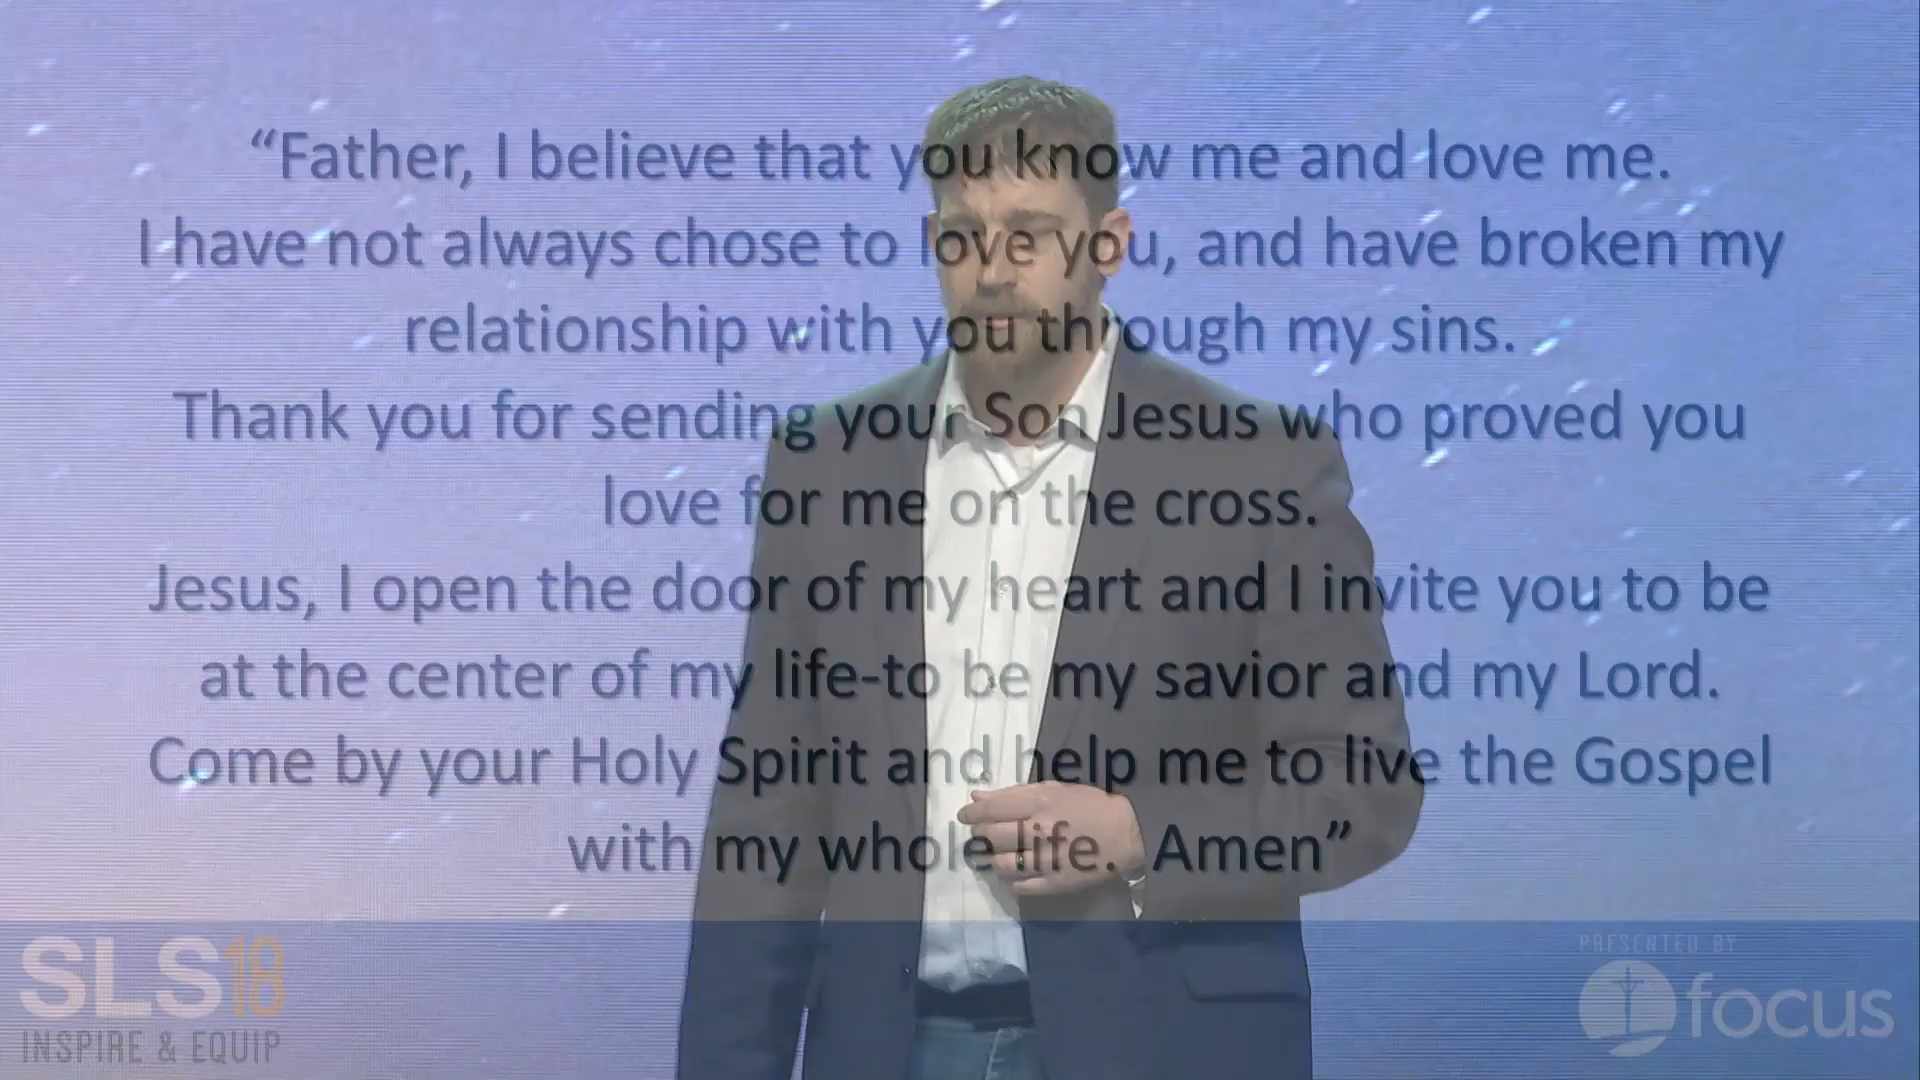 “Father, I believe that you know me and love me.
I have not always chose to love you, and have broken my
relationship with you through my sins.
Thank you for sending your Son Jesus who proved you
love for me on the cross.
Jesus, I open the door of my heart and I invite you to be
at the center of my life-to be my savior and my Lord.
Come by your Holy Spirit and help me to live the Gospel
with my whole life.  Amen”
SLS18
INSPIRE & EQUIP
PRESENTED BY
focus